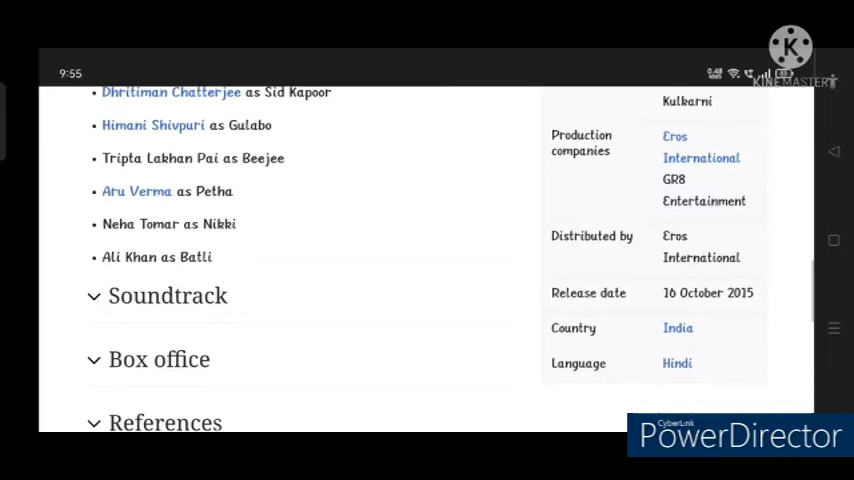 9:55
KINEMASTER
• Dhritiman Chatterjee as Sid Kapoor
• Himani Shivpuri as Gulabo
• Tripta Lakhan Pai as Beejee
• Aru Verma as Petha
• Neha Tomar as Nikki
• Ali Khan as Batli
Soundtrack
Box office
References
Kulkarni
Production companies
Eros
International
GR8
Entertainment
Distributed by
Eros
International
Release date
16 October 2015
Country
India
Language
Hindi
CyberLink
PowerDirector